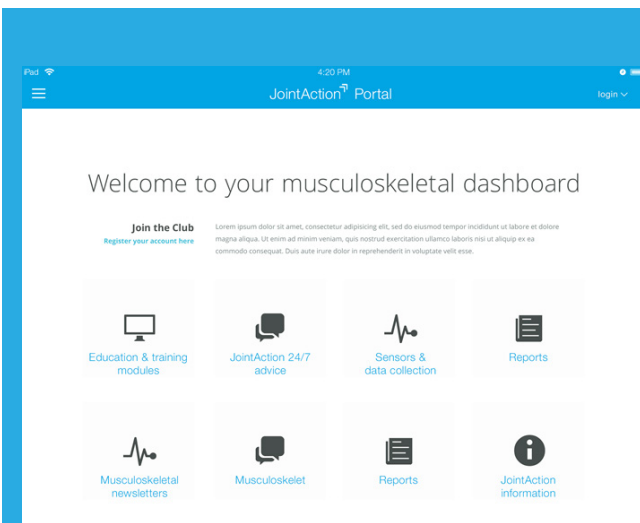 iPad
4:20 PM
JointAction Portal
login
Welcome to your musculoskeletal dashboard
Join the Club
Register your account here
Lorem ipsum dolor sit amet, consectetur adipisicing elit, sed do eiusmod tempor incididunt ut labore et dolore
magna aliqua. Ut enim ad minim veniam, quis nostrud exercitation ullamco laboris nisi ut aliquip ex ea
commodo consequat. Duis aute irure dolor in reprehenderit in voluptate velit esse.
Education & training
modules
JointAction 24/7
advice
Sensors &
data collection
Reports
Musculoskeletal
newsletters
Musculoskelet
Reports
JointAction
information